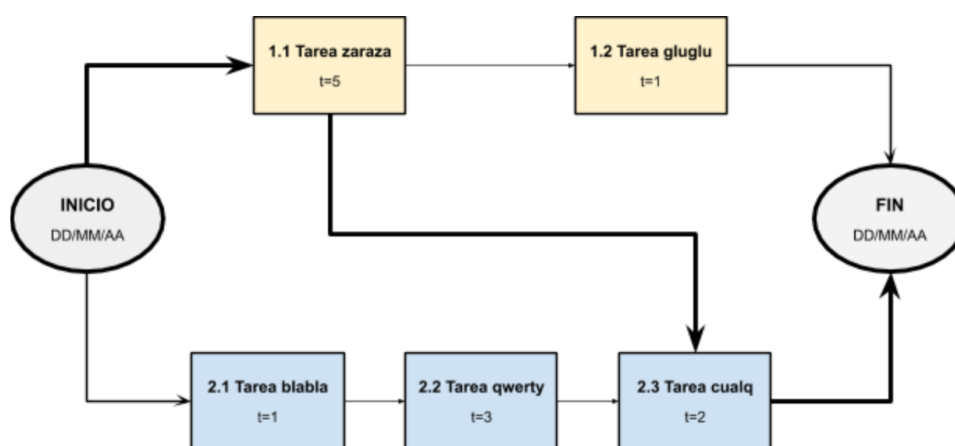 1.1 Tarea zaraza
t=5
1.2 Tarea gluglu
t=1
INICIO
DD/MM/AA
FIN
DD/MM/AA
2.1 Tarea blabla
t=1
2.2 Tarea qwerty
t=3
2.3 Tarea cualq
t=2